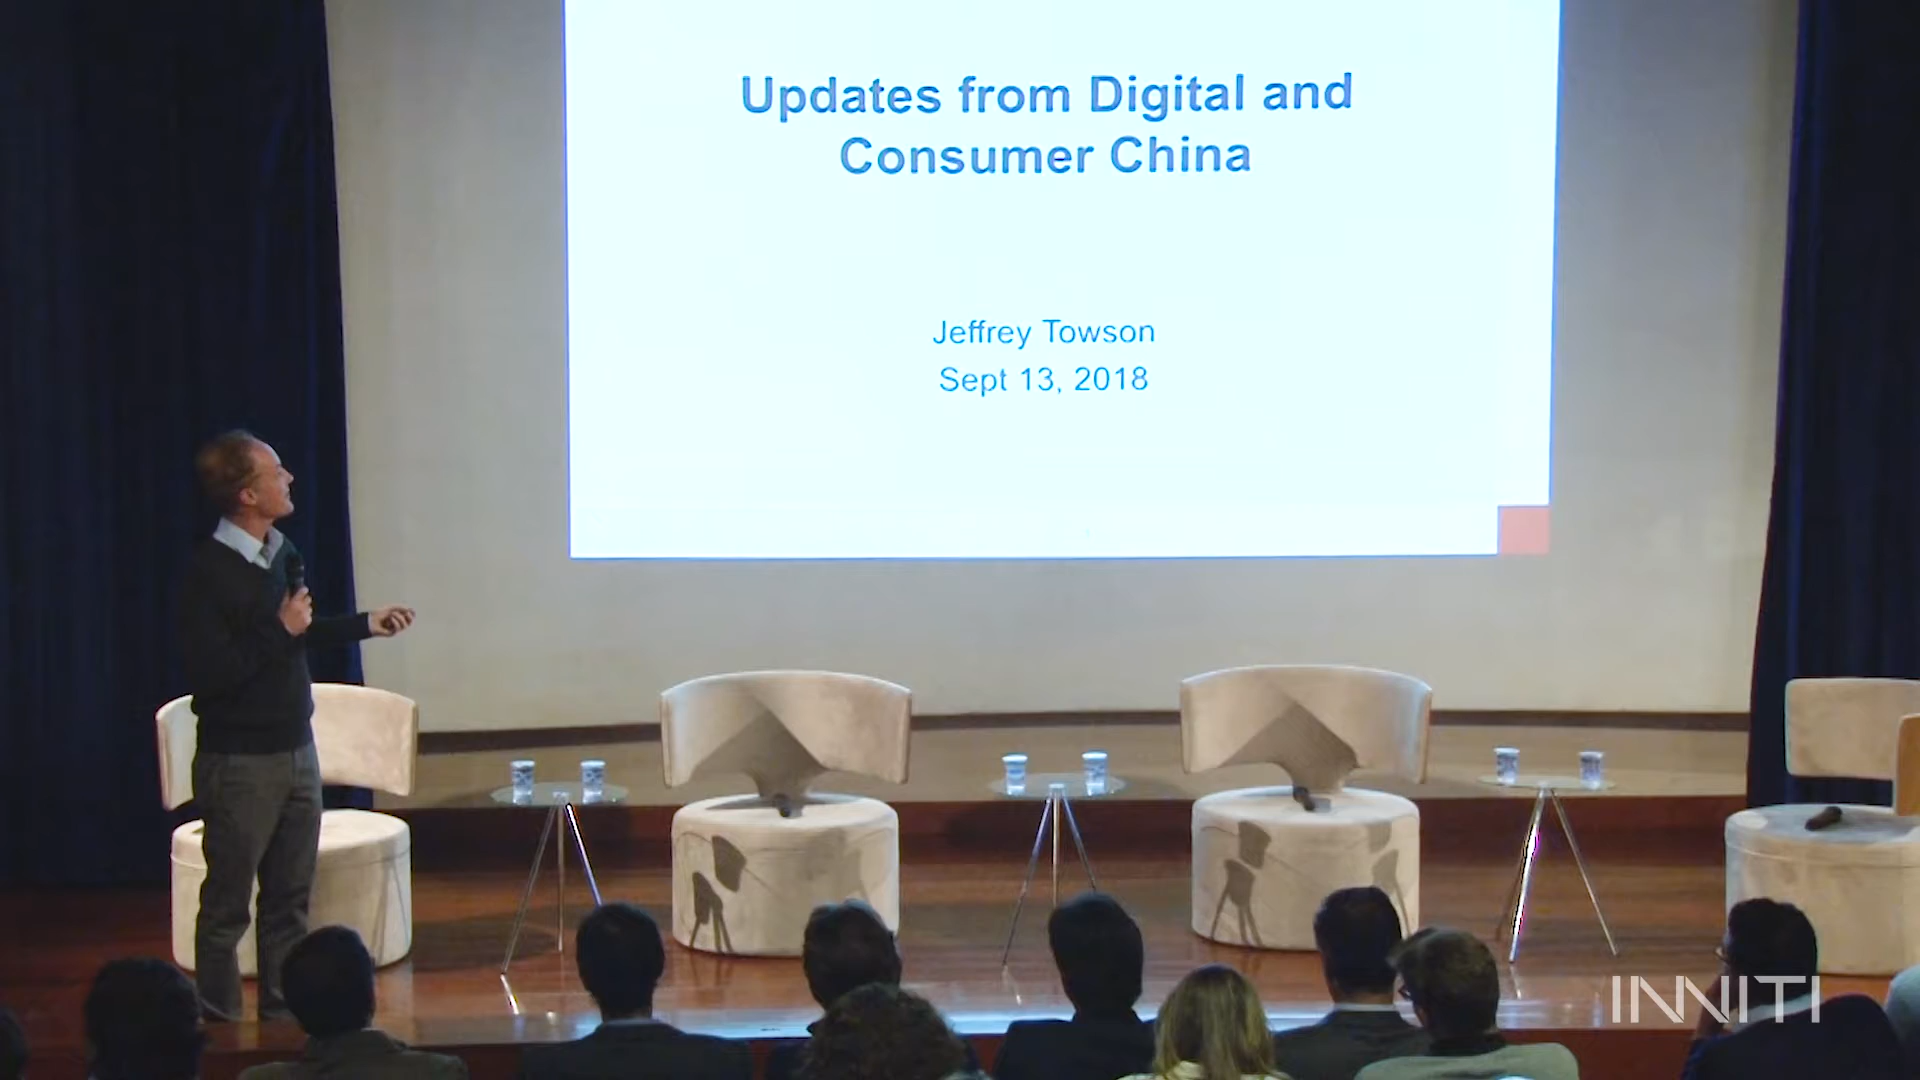 Updates from Digital and
Consumer China
Jeffrey Towson
Sept 13, 2018
INNITI